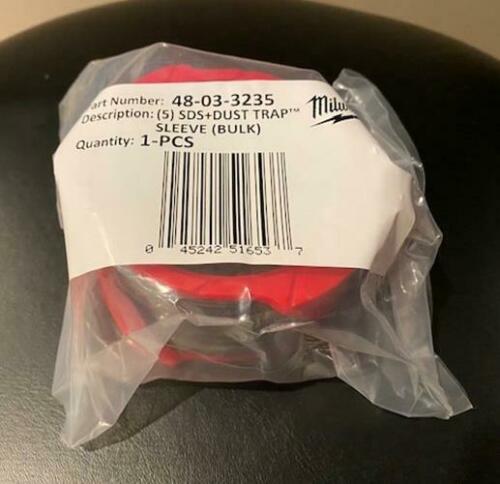 art Number: 48-03-3235
Description: (5) SDS+DUST TRAP™
SLEEVE (BULK)
Quantity: 1-PCS
Milw
0 45242 51653 7